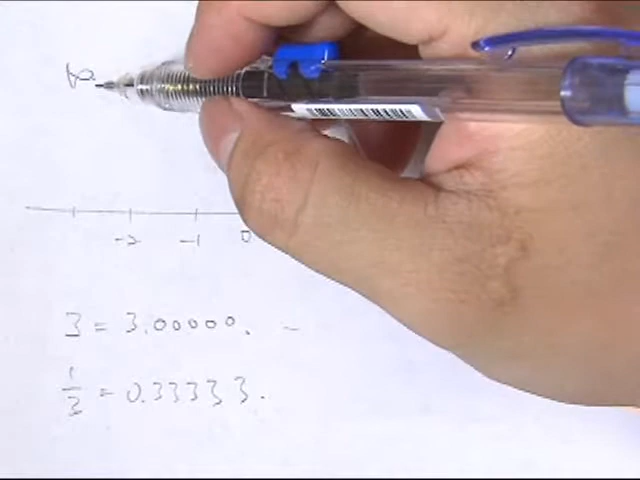 -2 -1 0
3 = 3.00000. –
1/3 = 0.33333.